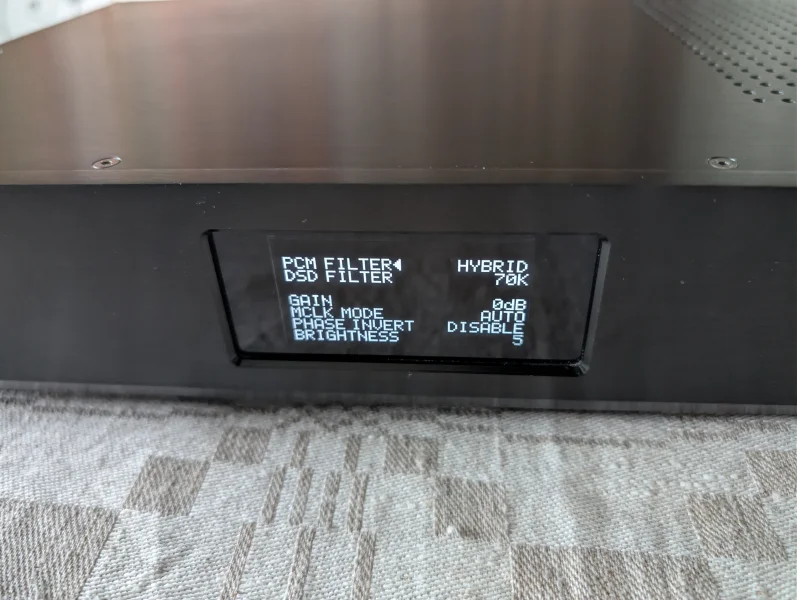 PCM FILTER◀ HYBRID
DSD FILTER 70K
GAIN 0dB
MCLK MODE AUTO
PHASE INVERT DISABLE
BRIGHTNESS 5